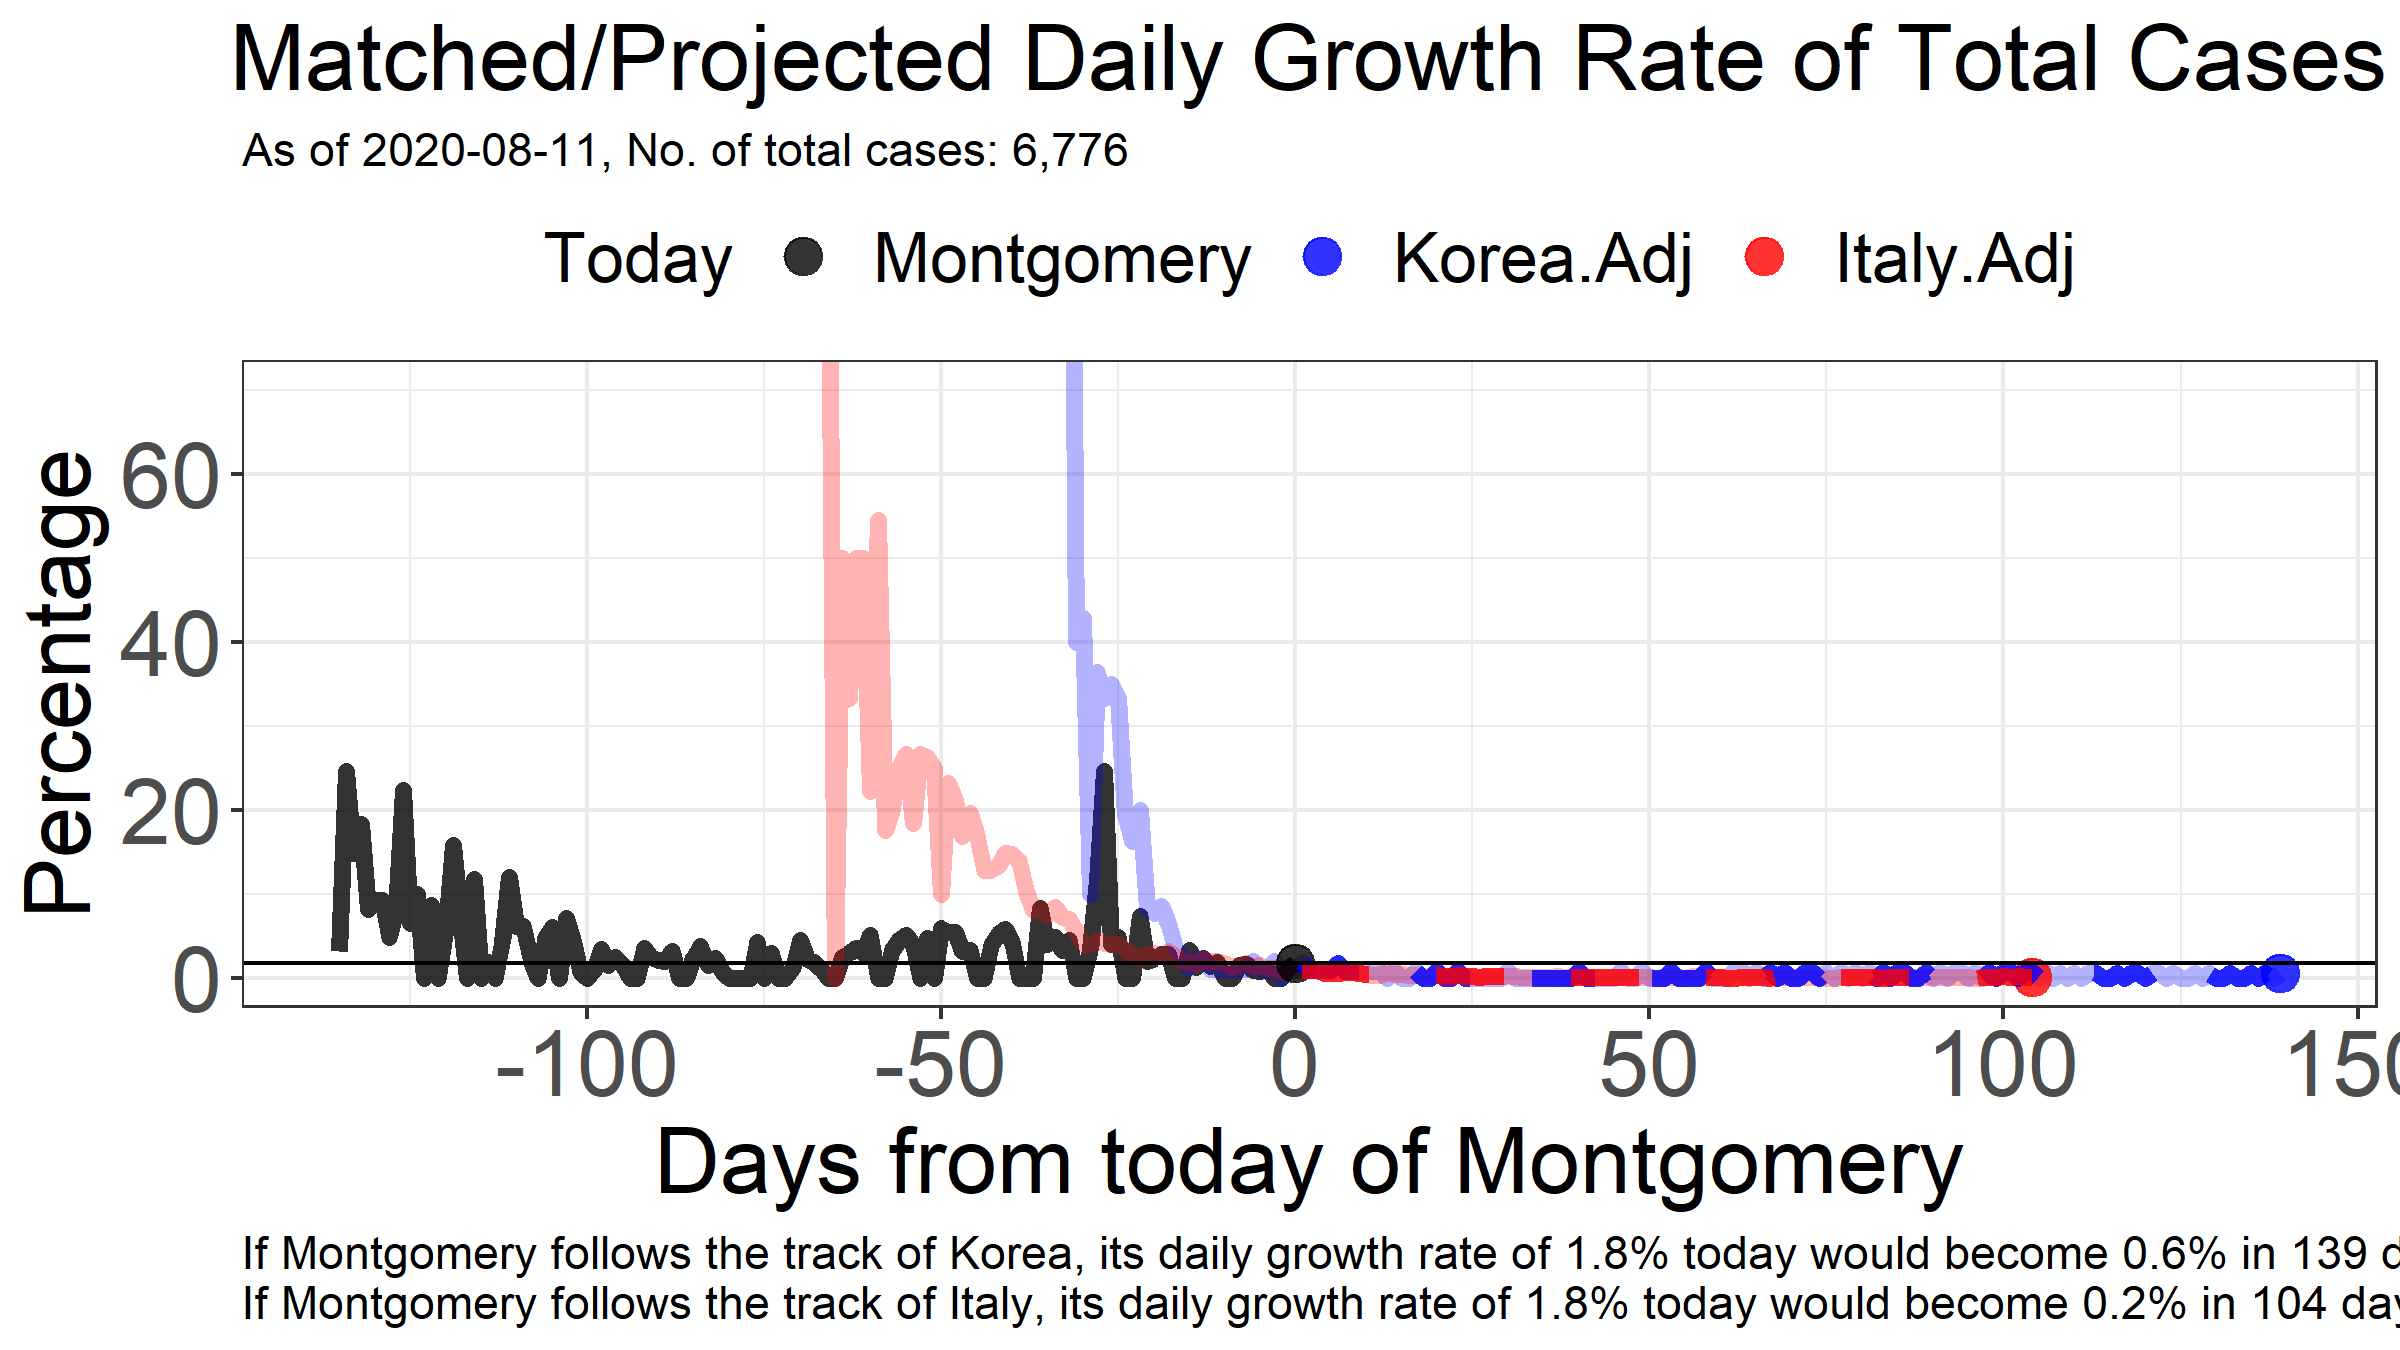 Matched/Projected Daily Growth Rate of Total Cases
As of 2020-08-11, No. of total cases: 6,776
Today Montgomery Korea.Adj Italy.Adj
Percentage
60
40
20
0
-100 -50 0 50 100
Days from today of Montgomery
If Montgomery follows the track of Korea, its daily growth rate of 1.8% today would become 0.6% in 139
If Montgomery follows the track of Italy, its daily growth rate of 1.8% today would become 0.2% in 104